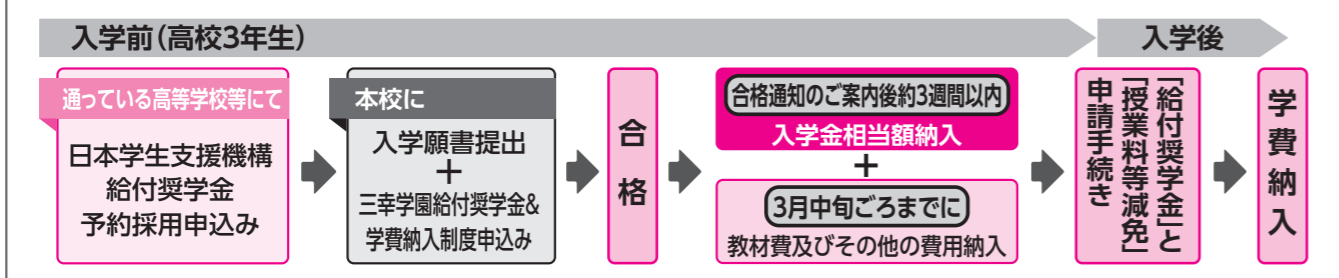 入学前(高校3年生)
入学後
通っている高等学校等にて
日本学生支援機構
給付奨学金
予約採用申込み
本校に
入学願書提出
+
三幸学園給付奨学金&
学費納入制度申込み
合格
合格通知のご案内後約3週間以内
入学金相当額納入
+
3月中旬ごろまでに
教材費及びその他の費用納入
「給付奨学金」と
「授業料等減免」
申請手続き
学費納入